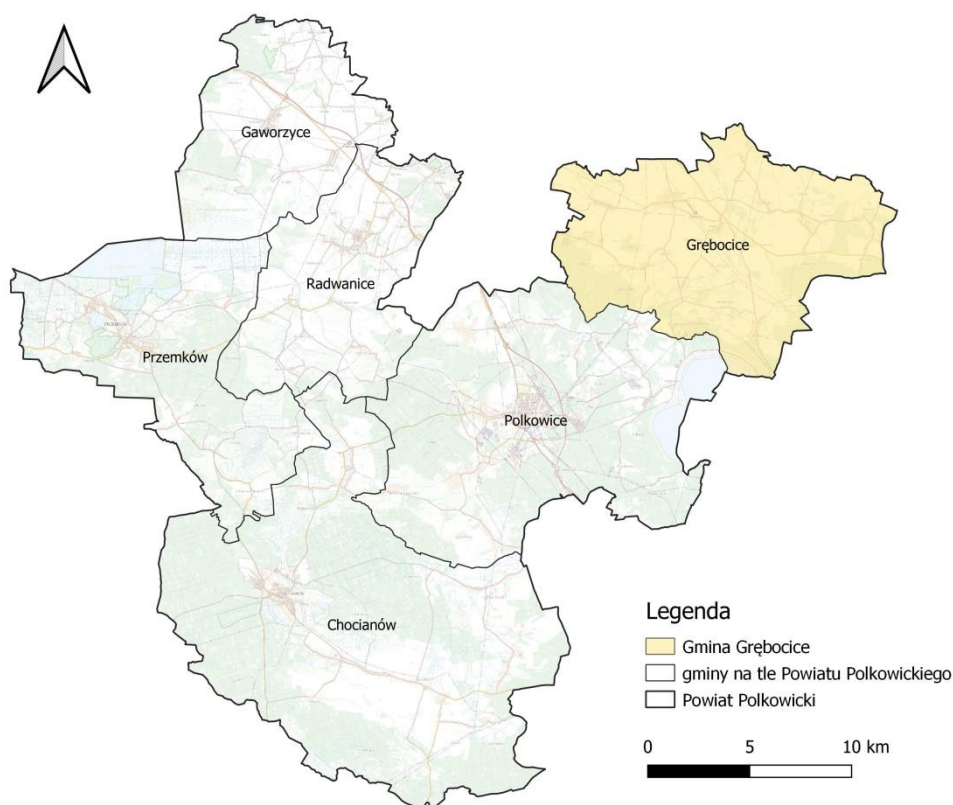 Gaworzyce
Grębocice
Radwanice
Przemków
Polkowice
Chocianów
Legenda
Gmina Grębocice
gminy na tle Powiatu Polkowickiego
Powiat Polkowicki
0 5 10 km